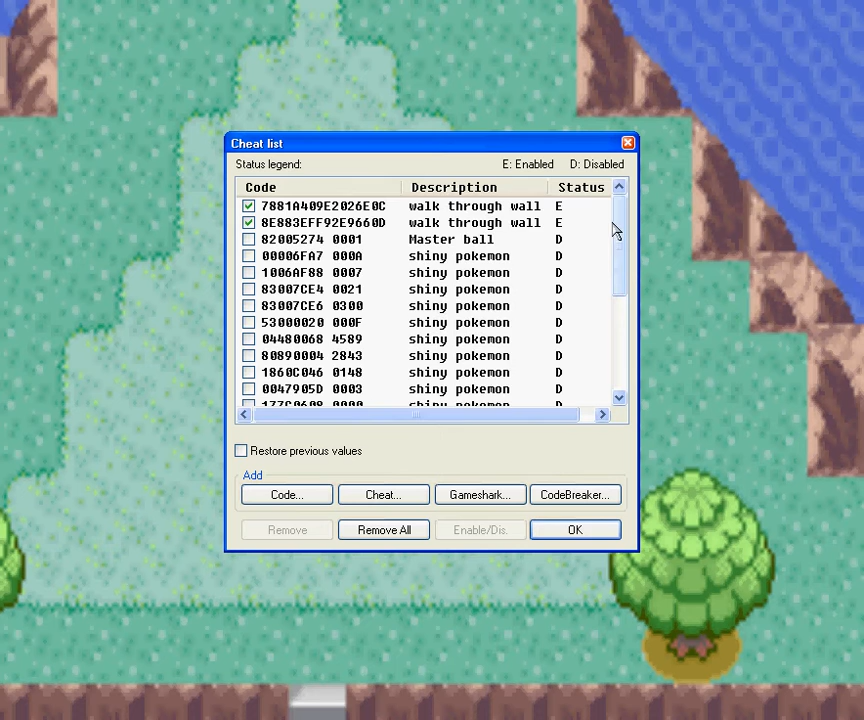 Cheat list
Status legend: E: Enabled D: Disabled
Code Description Status
7881A409E2026E0C walk through wall E
8E883EFF92E9660D walk through wall E
82005274 0001 Master ball D
00006FA7 000A shiny pokemon D
1006AF88 0007 shiny pokemon D
83007CE4 0021 shiny pokemon D
83007CE6 0300 shiny pokemon D
53000020 000F shiny pokemon D
04480068 4589 shiny pokemon D
80890004 2843 shiny pokemon D
1860C046 0148 shiny pokemon D
0047905D 0003 shiny pokemon D
shiny pokemon D
Restore previous values
Add
Code... Cheat... Gameshark... CodeBreaker...
Remove Remove All Enable/Dis. OK